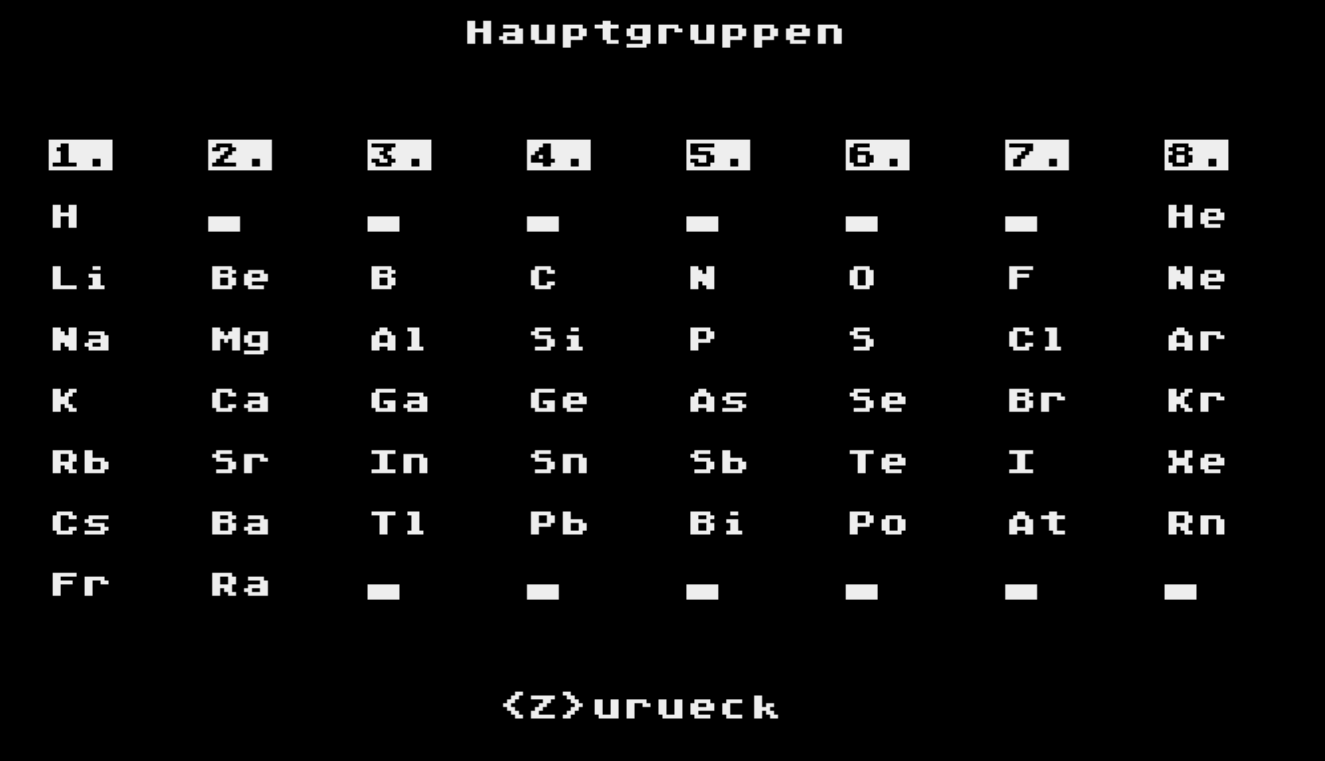 Hauptgruppen
1. 2. 3. 4. 5. 6. 7. 8.
H ▄ ▄ ▄ ▄ ▄ ▄ He
Li Be B C N O F Ne
Na Mg Al Si P S Cl Ar
K Ca Ga Ge As Se Br Kr
Rb Sr In Sn Sb Te I Xe
Cs Ba Tl Pb Bi Po At Rn
Fr Ra ▄ ▄ ▄ ▄ ▄ ▄
<Z>urueck